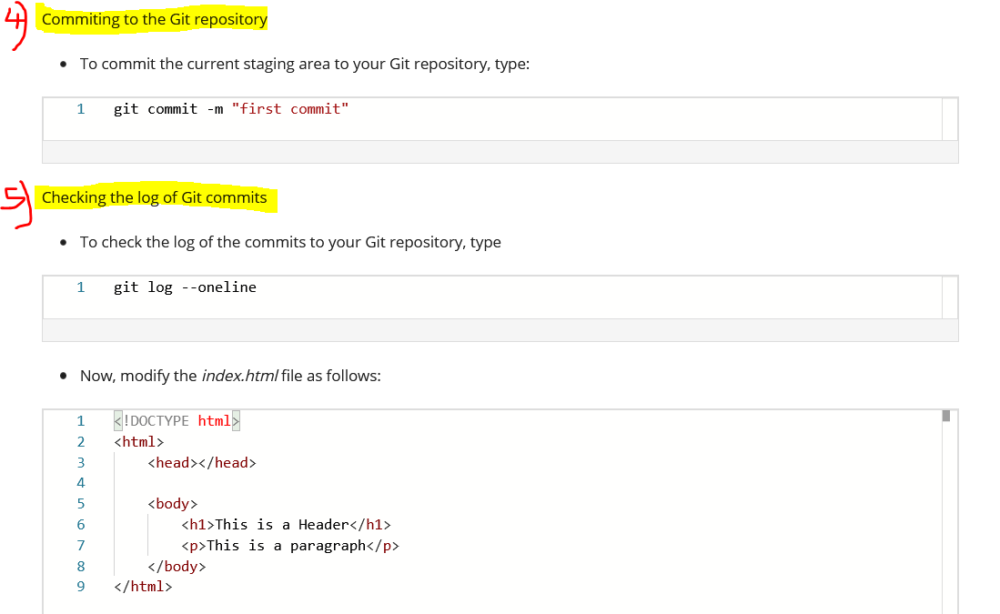 4) Commiting to the Git repository
• To commit the current staging area to your Git repository, type:
1 git commit -m "first commit"
5) Checking the log of Git commits
• To check the log of the commits to your Git repository, type
1 git log --oneline
• Now, modify the index.html file as follows:
1 <!DOCTYPE html>
2 <html>
3     <head></head>
4
5     <body>
6         <h1>This is a Header</h1>
7         <p>This is a paragraph</p>
8     </body>
9 </html>